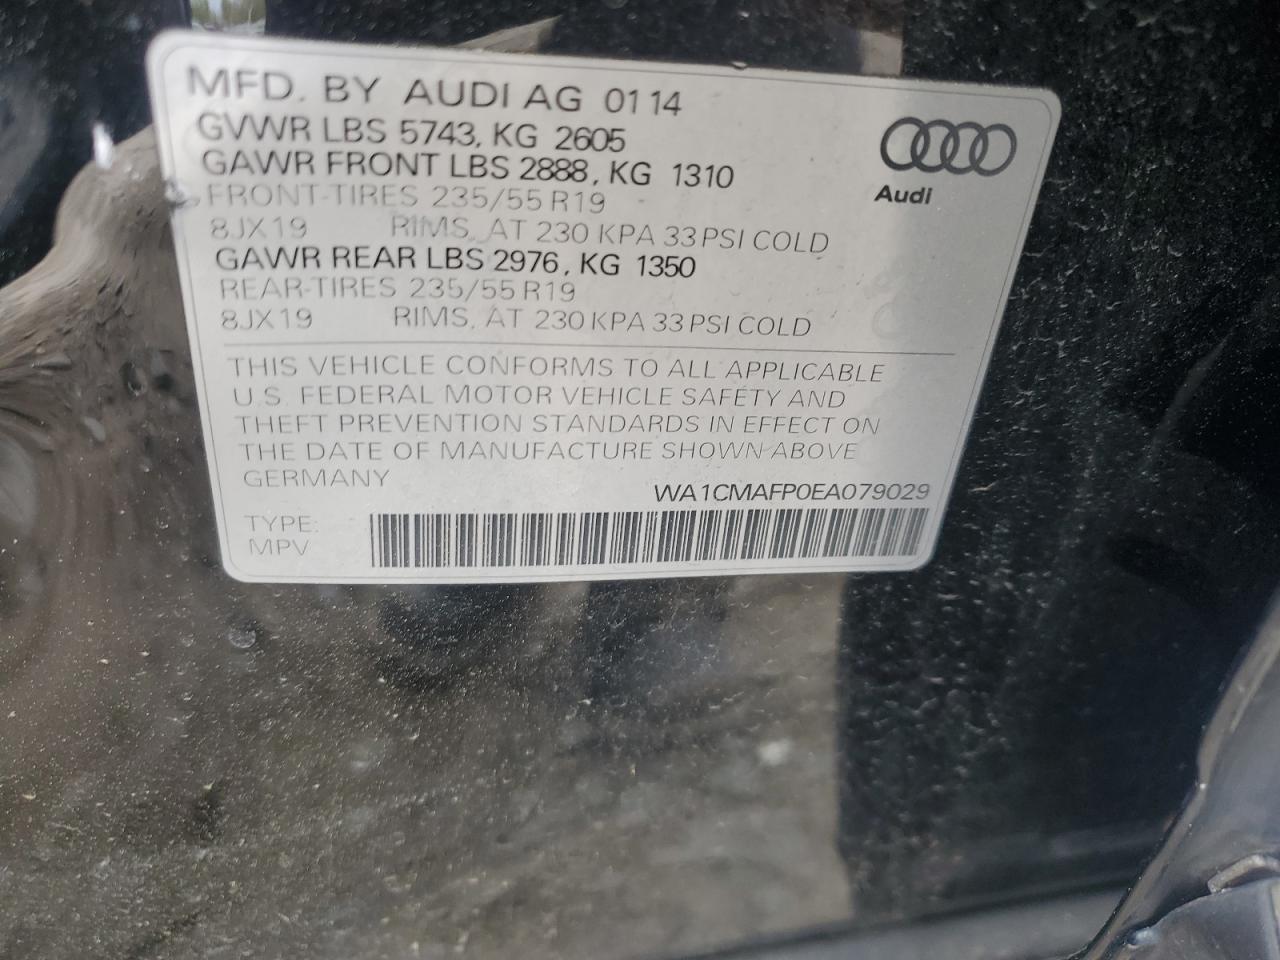 MFD. BY AUDI AG 01 14
GVWR LBS 5743, KG 2605
GAWR FRONT LBS 2888, KG 1310
FRONT-TIRES 235/55 R19
8JX19 RIMS, AT 230 KPA 33 PSI COLD
GAWR REAR LBS 2976, KG 1350
REAR-TIRES 235/55 R19
8JX19 RIMS, AT 230 KPA 33 PSI COLD
Audi
THIS VEHICLE CONFORMS TO ALL APPLICABLE
U.S. FEDERAL MOTOR VEHICLE SAFETY AND
THEFT PREVENTION STANDARDS IN EFFECT ON
THE DATE OF MANUFACTURE SHOWN ABOVE
GERMANY
WA1CMAFP0EA079029
TYPE:
MPV